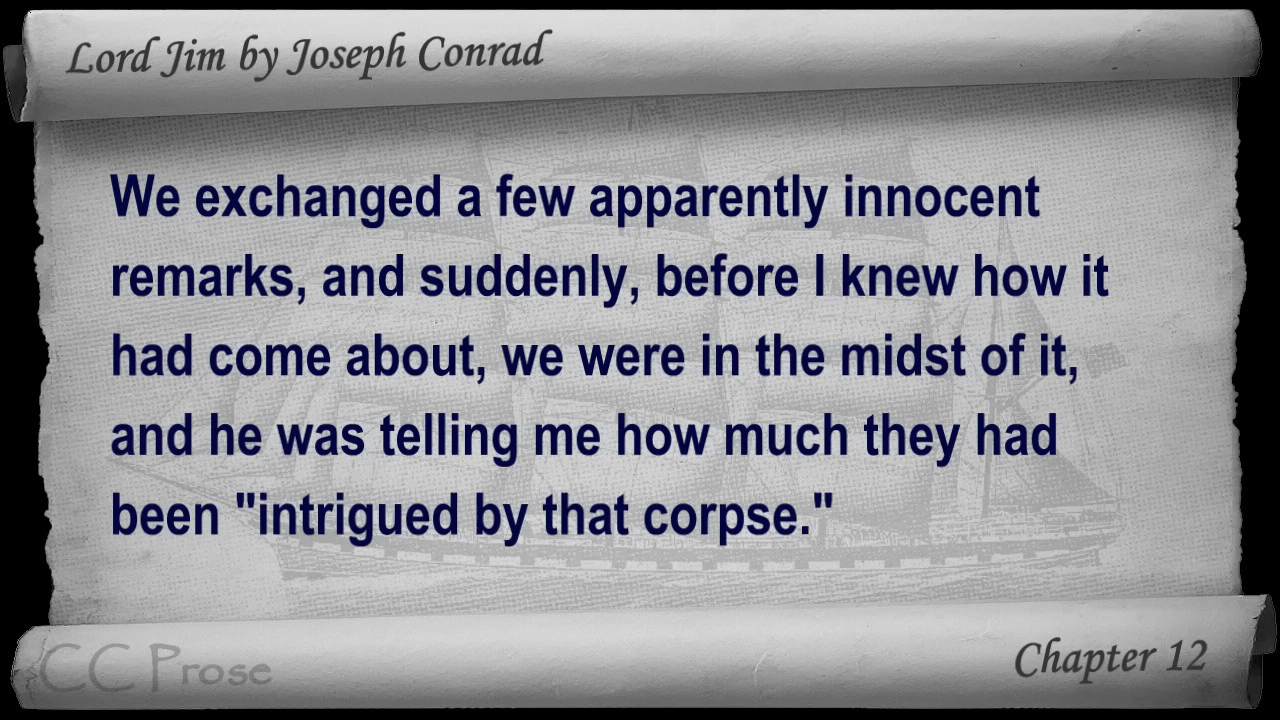 Lord Jim by Joseph Conrad
We exchanged a few apparently innocent
remarks, and suddenly, before I knew how it
had come about, we were in the midst of it,
and he was telling me how much they had
been "intrigued by that corpse."
CC Prose
Chapter 12